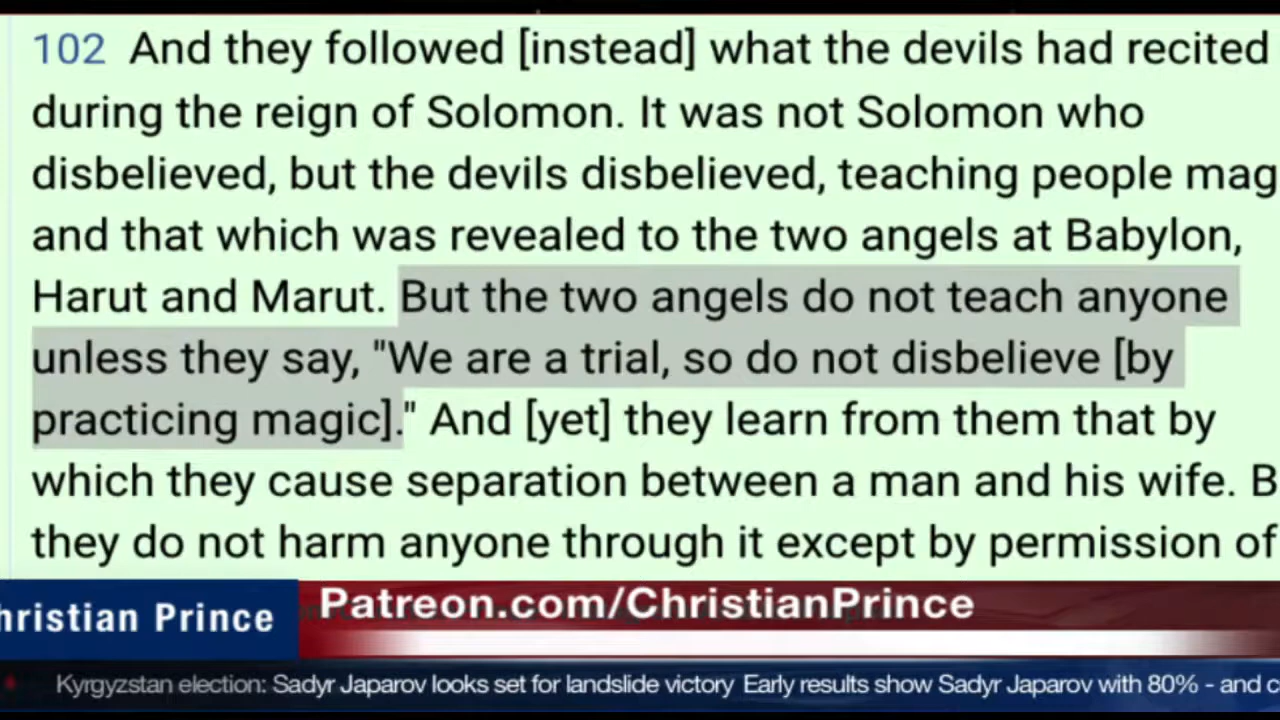 102 And they followed [instead] what the devils had recited
during the reign of Solomon. It was not Solomon who
disbelieved, but the devils disbelieved, teaching people mag
and that which was revealed to the two angels at Babylon,
Harut and Marut. But the two angels do not teach anyone
unless they say, "We are a trial, so do not disbelieve [by
practicing magic]." And [yet] they learn from them that by
which they cause separation between a man and his wife. B
they do not harm anyone through it except by permission of
hristian Prince
Patreon.com/ChristianPrince
Kyrgyzstan election: Sadyr Japarov looks set for landslide victory Early results show Sadyr Japarov with 80% - and c